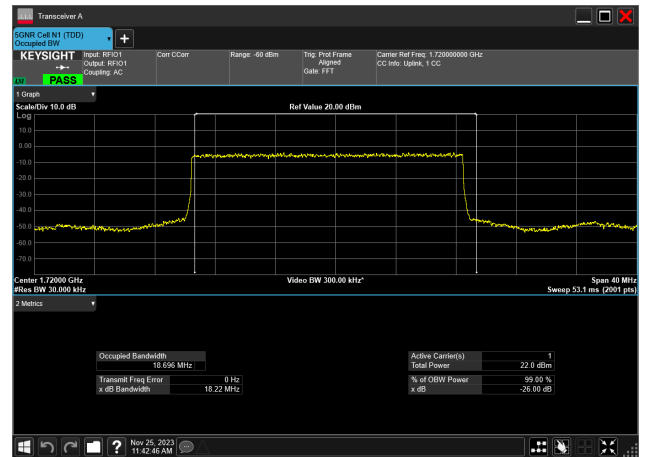 Transceiver A
5GNR Cell N1 (TDD)
Occupied BW
KEYSIGHT
LM PASS
Input: RFIO1
Output: RFIO1
Coupling: AC
Corr CCorr
Range: -60 dBm
Trig: Prot Frame
Aligned
Gate: FFT
Carrier Ref Freq: 1.720000000 GHz
CC Info: Uplink, 1 CC
1 Graph
Scale/Div 10.0 dB
Ref Value 20.00 dBm
Log
10.0
0.00
-10.0
-20.0
-30.0
-40.0
-50.0
-60.0
-70.0
Center 1.72000 GHz
Video BW 300.00 kHz*
Span 40 MHz
#Res BW 30.000 kHz
Sweep 53.1 ms (2001 pts)
2 Metrics
Occupied Bandwidth
18.696 MHz
Active Carrier(s) 1
Total Power 22.0 dBm
Transmit Freq Error 0 Hz
x dB Bandwidth 18.22 MHz
% of OBW Power 99.00 %
x dB -26.00 dB
?
Nov 25, 2023
11:42:46 AM